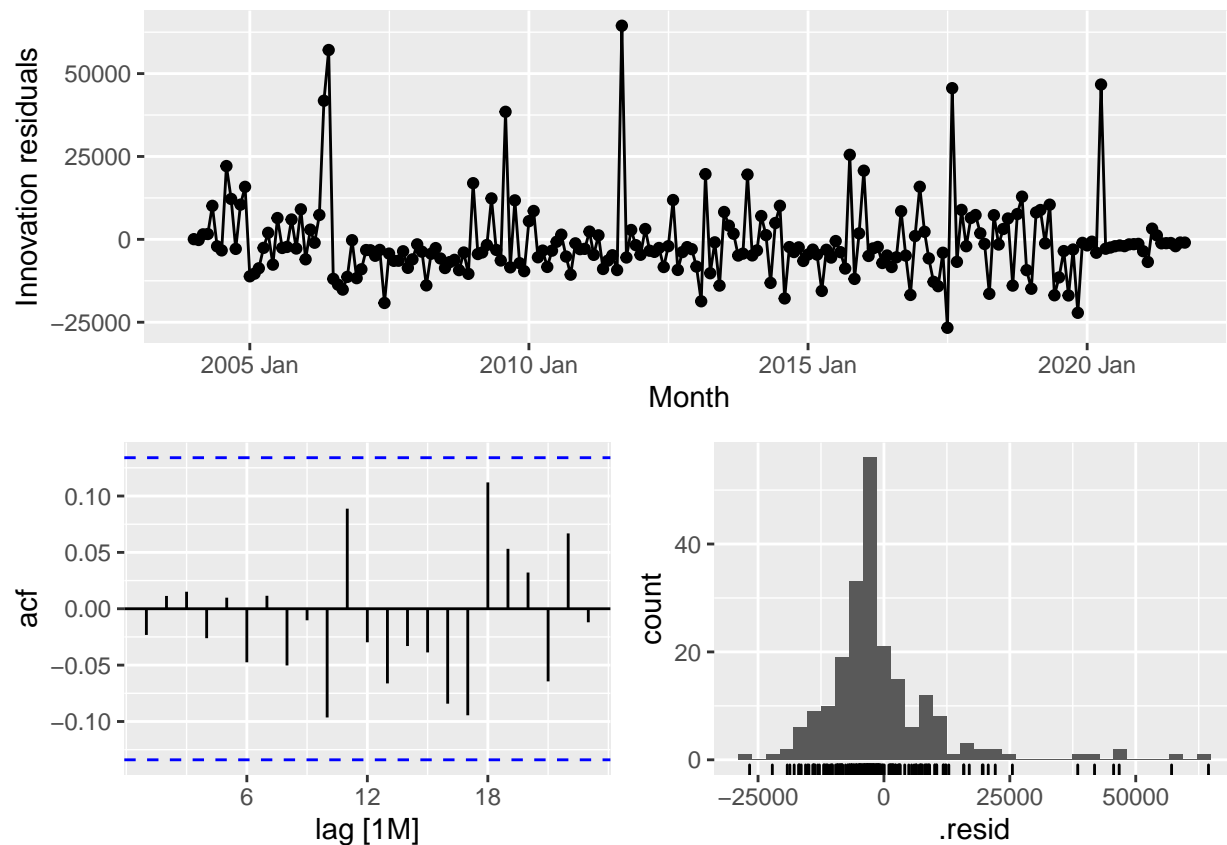 Innovation residuals
50000
25000
0
−25000
2005 Jan
2010 Jan
2015 Jan
2020 Jan
Month
acf
0.10
0.05
0.00
−0.05
−0.10
6
12
18
lag [1M]
count
40
20
0
−25000
0
25000
50000
.resid